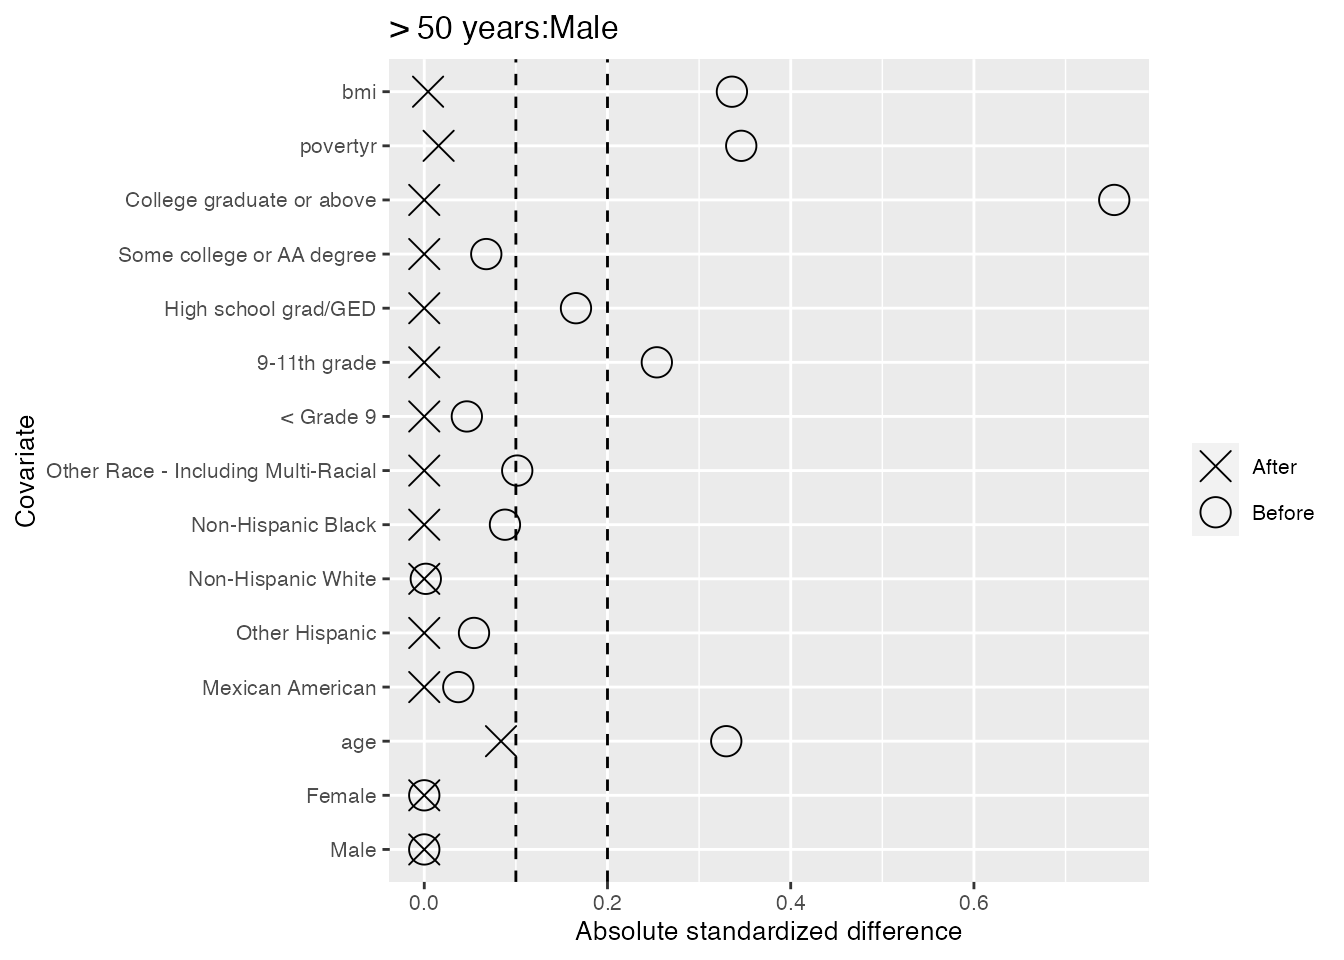 > 50 years:Male
bmi
povertyr
College graduate or above
Some college or AA degree
High school grad/GED
9-11th grade
< Grade 9
Other Race - Including Multi-Racial
Non-Hispanic Black
Non-Hispanic White
Other Hispanic
Mexican American
age
Female
Male
Covariate
0.0 0.2 0.4 0.6
Absolute standardized difference
After
Before